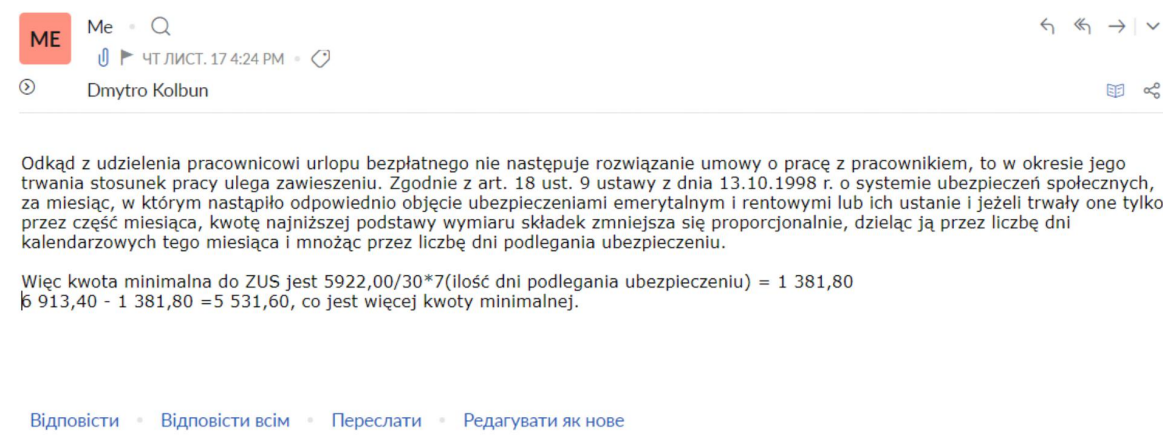 ME
Me
ЧТ ЛИСТ. 17 4:24 PM
Dmytro Kolbun
Odkąd z udzielenia pracownicowi urlopu bezpłatnego nie następuje rozwiązanie umowy o pracę z pracownikiem, to w okresie jego
trwania stosunek pracy ulega zawieszeniu. Zgodnie z art. 18 ust. 9 ustawy z dnia 13.10.1998 r. o systemie ubezpieczeń społecznych,
za miesiąc, w którym nastąpiło odpowiednio objęcie ubezpieczeniami emerytalnym i rentowymi lub ich ustanie i jeżeli trwały one tylko
przez część miesiąca, kwotę najniższej podstawy wymiaru składek zmniejsza się proporcjonalnie, dzieląc ją przez liczbę dni
kalendarzowych tego miesiąca i mnożąc przez liczbę dni podlegania ubezpieczeniu.
Więc kwota minimalna do ZUS jest 5922,00/30*7(ilość dni podlegania ubezpieczeniu) = 1 381,80
6 913,40 - 1 381,80 =5 531,60, co jest więcej kwoty minimalnej.
Відповісти Відповісти всім Переслати Редагувати як нове